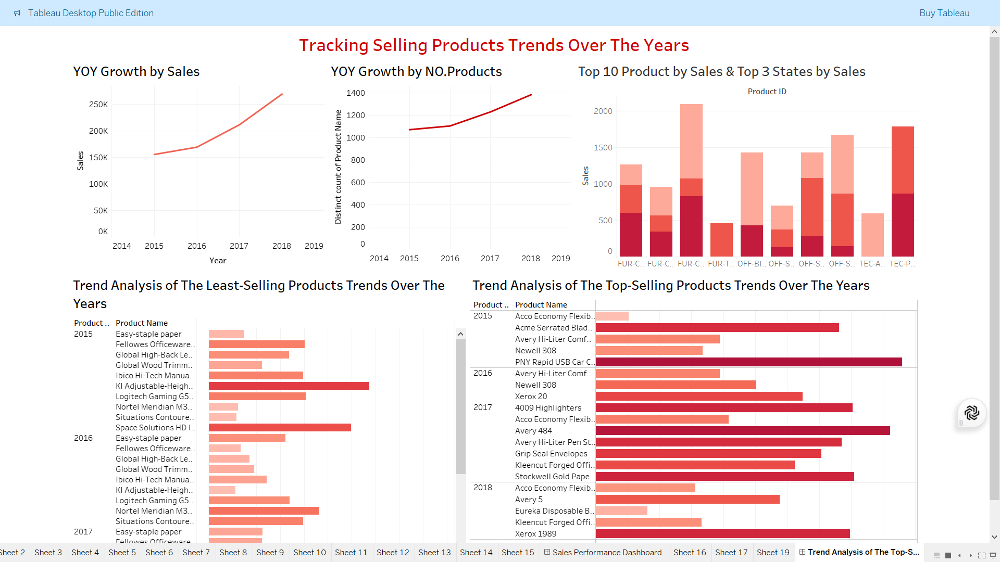 Tableau Desktop Public Edition
Buy Tableau
Tracking Selling Products Trends Over The Years
YOY Growth by Sales
250K
200K
150K
100K
50K
0K
Sales
2014 2015 2016 2017 2018 2019
Year
YOY Growth by NO.Products
1400
1200
1000
800
600
400
200
0
Distinct count of Product Name
2014 2015 2016 2017 2018 2019
Top 10 Product by Sales & Top 3 States by Sales
Product ID
2000
1500
1000
500
0
Sales
FUR-C.. FUR-C.. FUR-C.. FUR-T.. OFF-BI.. OFF-S.. OFF-S.. OFF-S.. TEC-A.. TEC-P..
Trend Analysis of The Least-Selling Products Trends Over The
Years
Product .. Product Name
2015 Easy-staple paper
Fellowes Officeware..
Global High-Back Le..
Global Wood Trimm..
Ibico Hi-Tech Manua..
KI Adjustable-Heigh..
Logitech Gaming G5..
Nortel Meridian M3..
Situations Contoure..
Space Solutions HD I..
2016 Easy-staple paper
Fellowes Officeware..
Global High-Back Le..
Global Wood Trimm..
Ibico Hi-Tech Manua..
KI Adjustable-Heigh..
Logitech Gaming G5..
Nortel Meridian M3..
Situations Contoure..
2017 Easy-staple paper
Fellowes Officeware..
Trend Analysis of The Top-Selling Products Trends Over The Years
Product .. Product Name
2015 Acco Economy Flexib..
Acme Serrated Blad..
Avery Hi-Liter Comf..
Newell 308
PNY Rapid USB Car C..
2016 Avery Hi-Liter Comf..
Newell 308
Xerox 20
2017 4009 Highlighters
Acco Economy Flexib..
Avery 484
Avery Hi-Liter Pen St..
Grip Seal Envelopes
Kleencut Forged Offi..
Stockwell Gold Pape..
2018 Acco Economy Flexib..
Avery 5
Eureka Disposable B..
Kleencut Forged Offi..
Xerox 1989
Sheet 2 Sheet 3 Sheet 4 Sheet 5 Sheet 6 Sheet 7 Sheet 8 Sheet 9 Sheet 10 Sheet 11 Sheet 12 Sheet 13 Sheet 14 Sheet 15 Sales Performance Dashboard Sheet 16 Sheet 17 Sheet 19 Trend Analysis of The Top-S...